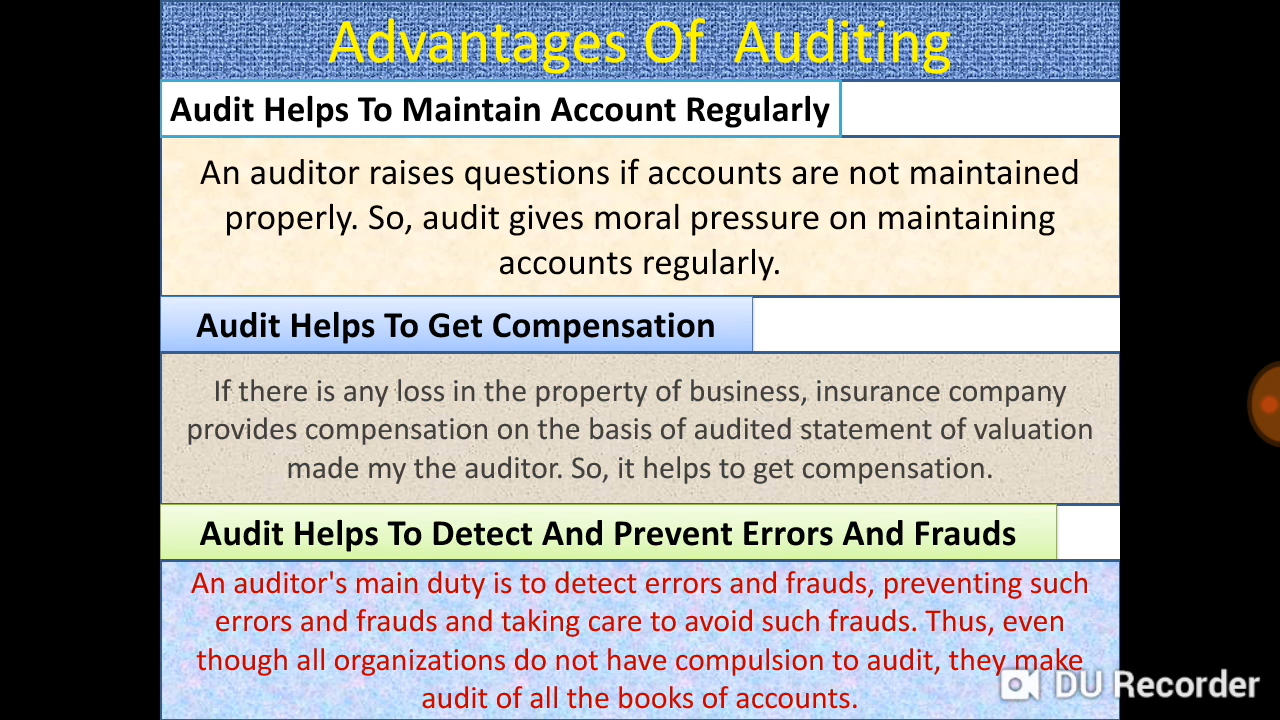 Advantages Of Auditing
Audit Helps To Maintain Account Regularly
An auditor raises questions if accounts are not maintained
properly. So, audit gives moral pressure on maintaining
accounts regularly.
Audit Helps To Get Compensation
If there is any loss in the property of business, insurance company
provides compensation on the basis of audited statement of valuation
made my the auditor. So, it helps to get compensation.
Audit Helps To Detect And Prevent Errors And Frauds
An auditor's main duty is to detect errors and frauds, preventing such
errors and frauds and taking care to avoid such frauds. Thus, even
though all organizations do not have compulsion to audit, they make
audit of all the books of accounts.
DU Recorder